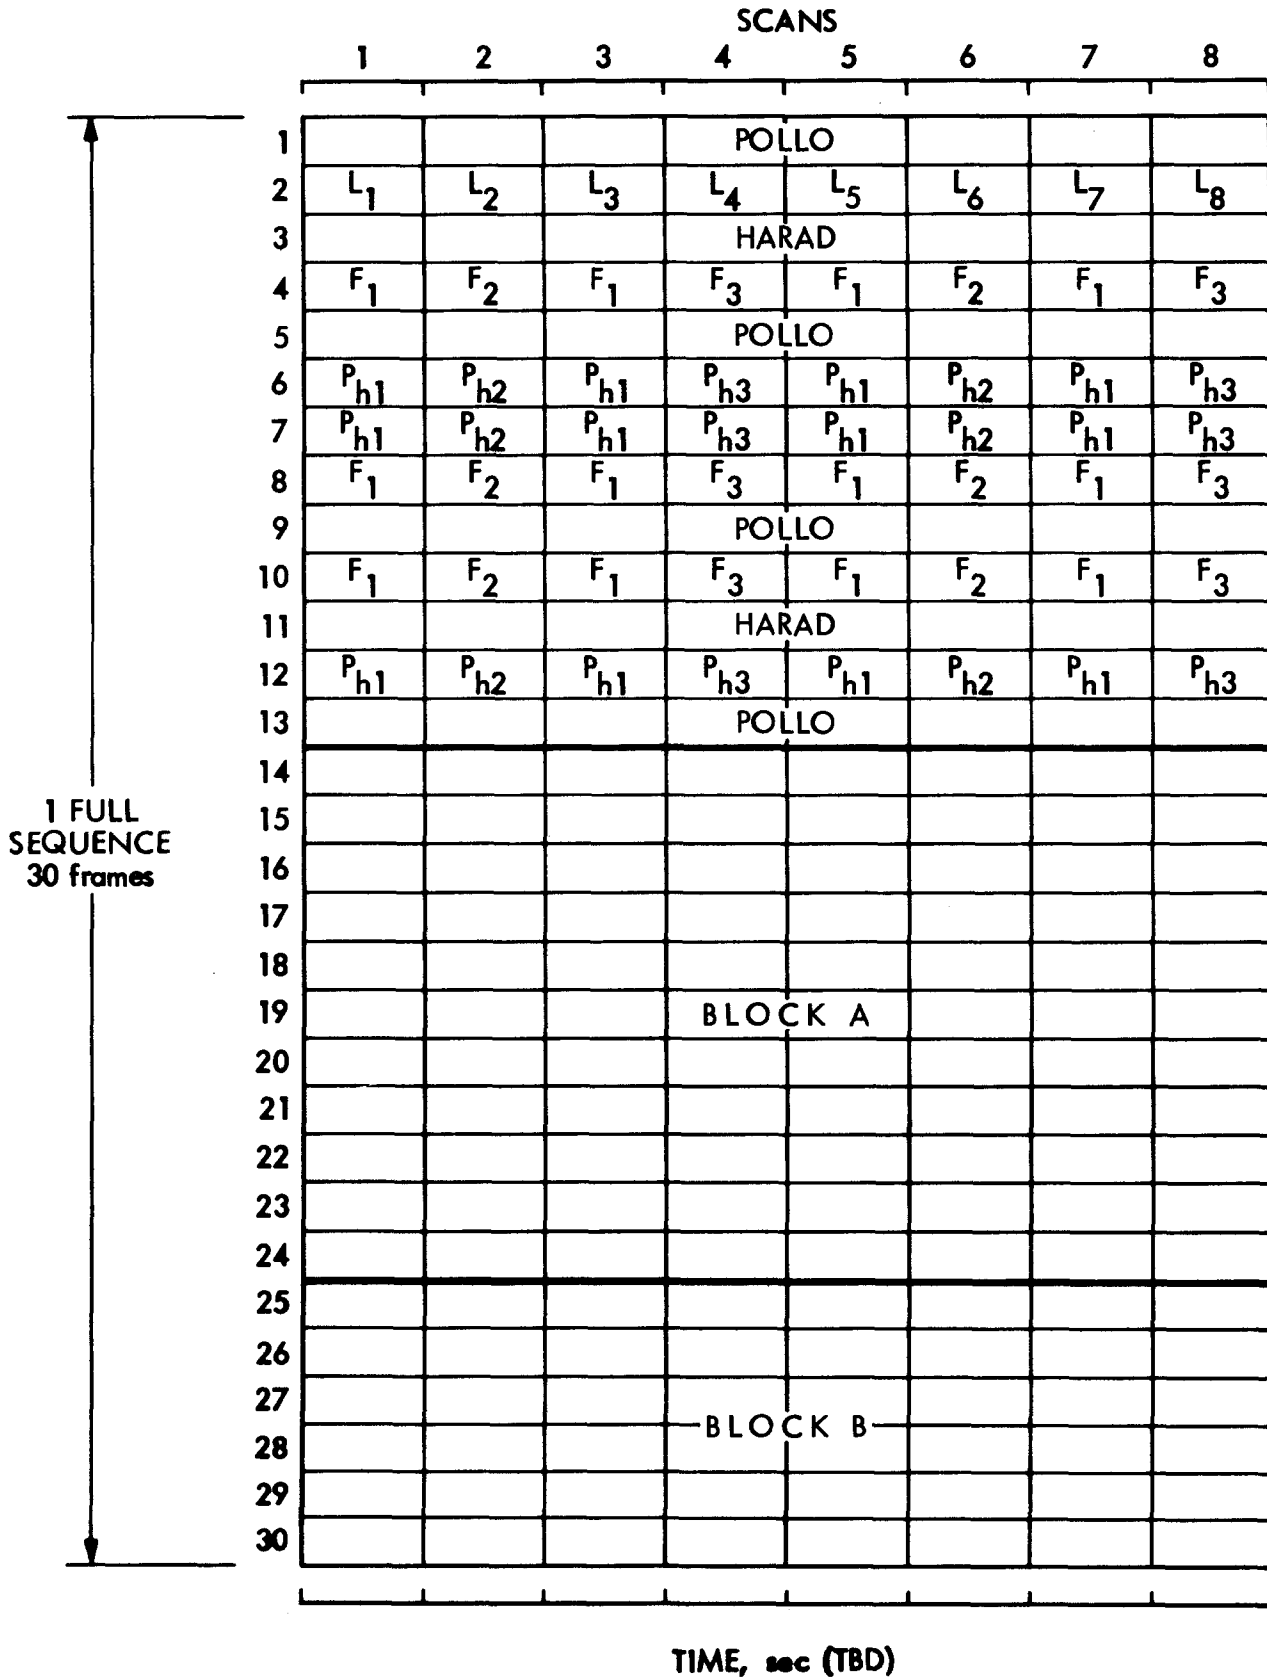 SCANS
1 2 3 4 5 6 7 8
1 POLLO
2 L1 L2 L3 L4 L5 L6 L7 L8
3 HARAD
4 F1 F2 F1 F3 F1 F2 F1 F3
5 POLLO
6 Ph1 Ph2 Ph1 Ph3 Ph1 Ph2 Ph1 Ph3
7 Ph1 Ph2 Ph1 Ph3 Ph1 Ph2 Ph1 Ph3
8 F1 F2 F1 F3 F1 F2 F1 F3
9 POLLO
10 F1 F2 F1 F3 F1 F2 F1 F3
11 HARAD
12 Ph1 Ph2 Ph1 Ph3 Ph1 Ph2 Ph1 Ph3
13 POLLO
14
15
16
17
18
19 BLOCK A
20
21
22
23
24
25
26
27
BLOCK B
28
29
30
1 FULL
SEQUENCE
30 frames
TIME, sec (TBD)